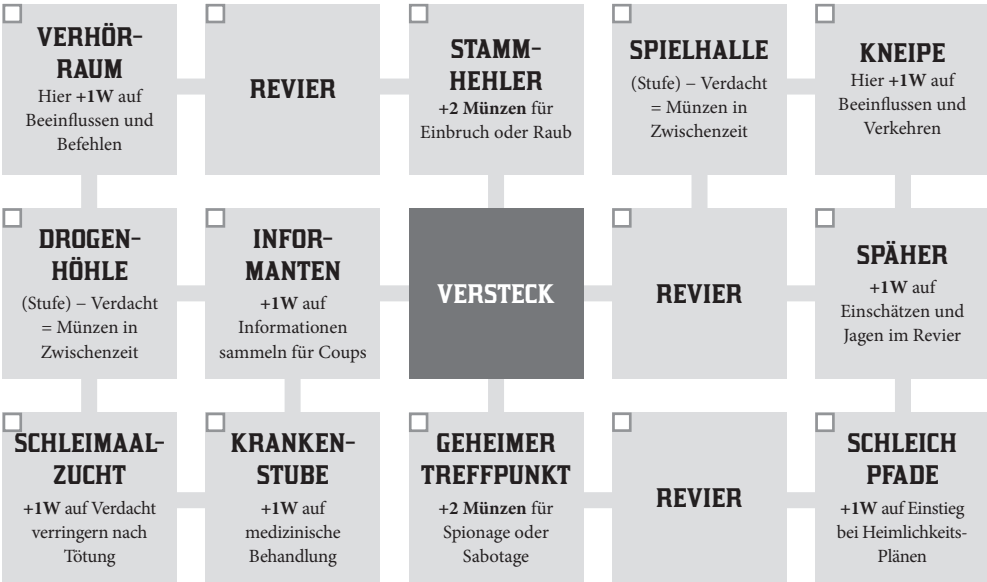 VERHÖR-
RAUM
Hier +1W auf
Beeinflussen und
Befehlen
REVIER
STAMM-
HEHLER
+2 Münzen für
Einbruch oder Raub
SPIELHALLE
(Stufe) – Verdacht
= Münzen in
Zwischenzeit
KNEIPE
Hier +1W auf
Beeinflussen und
Verkehren
DROGEN-
HÖHLE
(Stufe) – Verdacht
= Münzen in
Zwischenzeit
INFOR-
MANTEN
+1W auf
Informationen
sammeln für Coups
VERSTECK
REVIER
SPÄHER
+1W auf
Einschätzen und
Jagen im Revier
SCHLEIMAAL-
ZUCHT
+1W auf Verdacht
verringern nach
Tötung
KRANKEN-
STUBE
+1W auf
medizinische
Behandlung
GEHEIMER
TREFFPUNKT
+2 Münzen für
Spionage oder
Sabotage
REVIER
SCHLEICH
PFADE
+1W auf Einstieg
bei Heimlichkeits-
Plänen